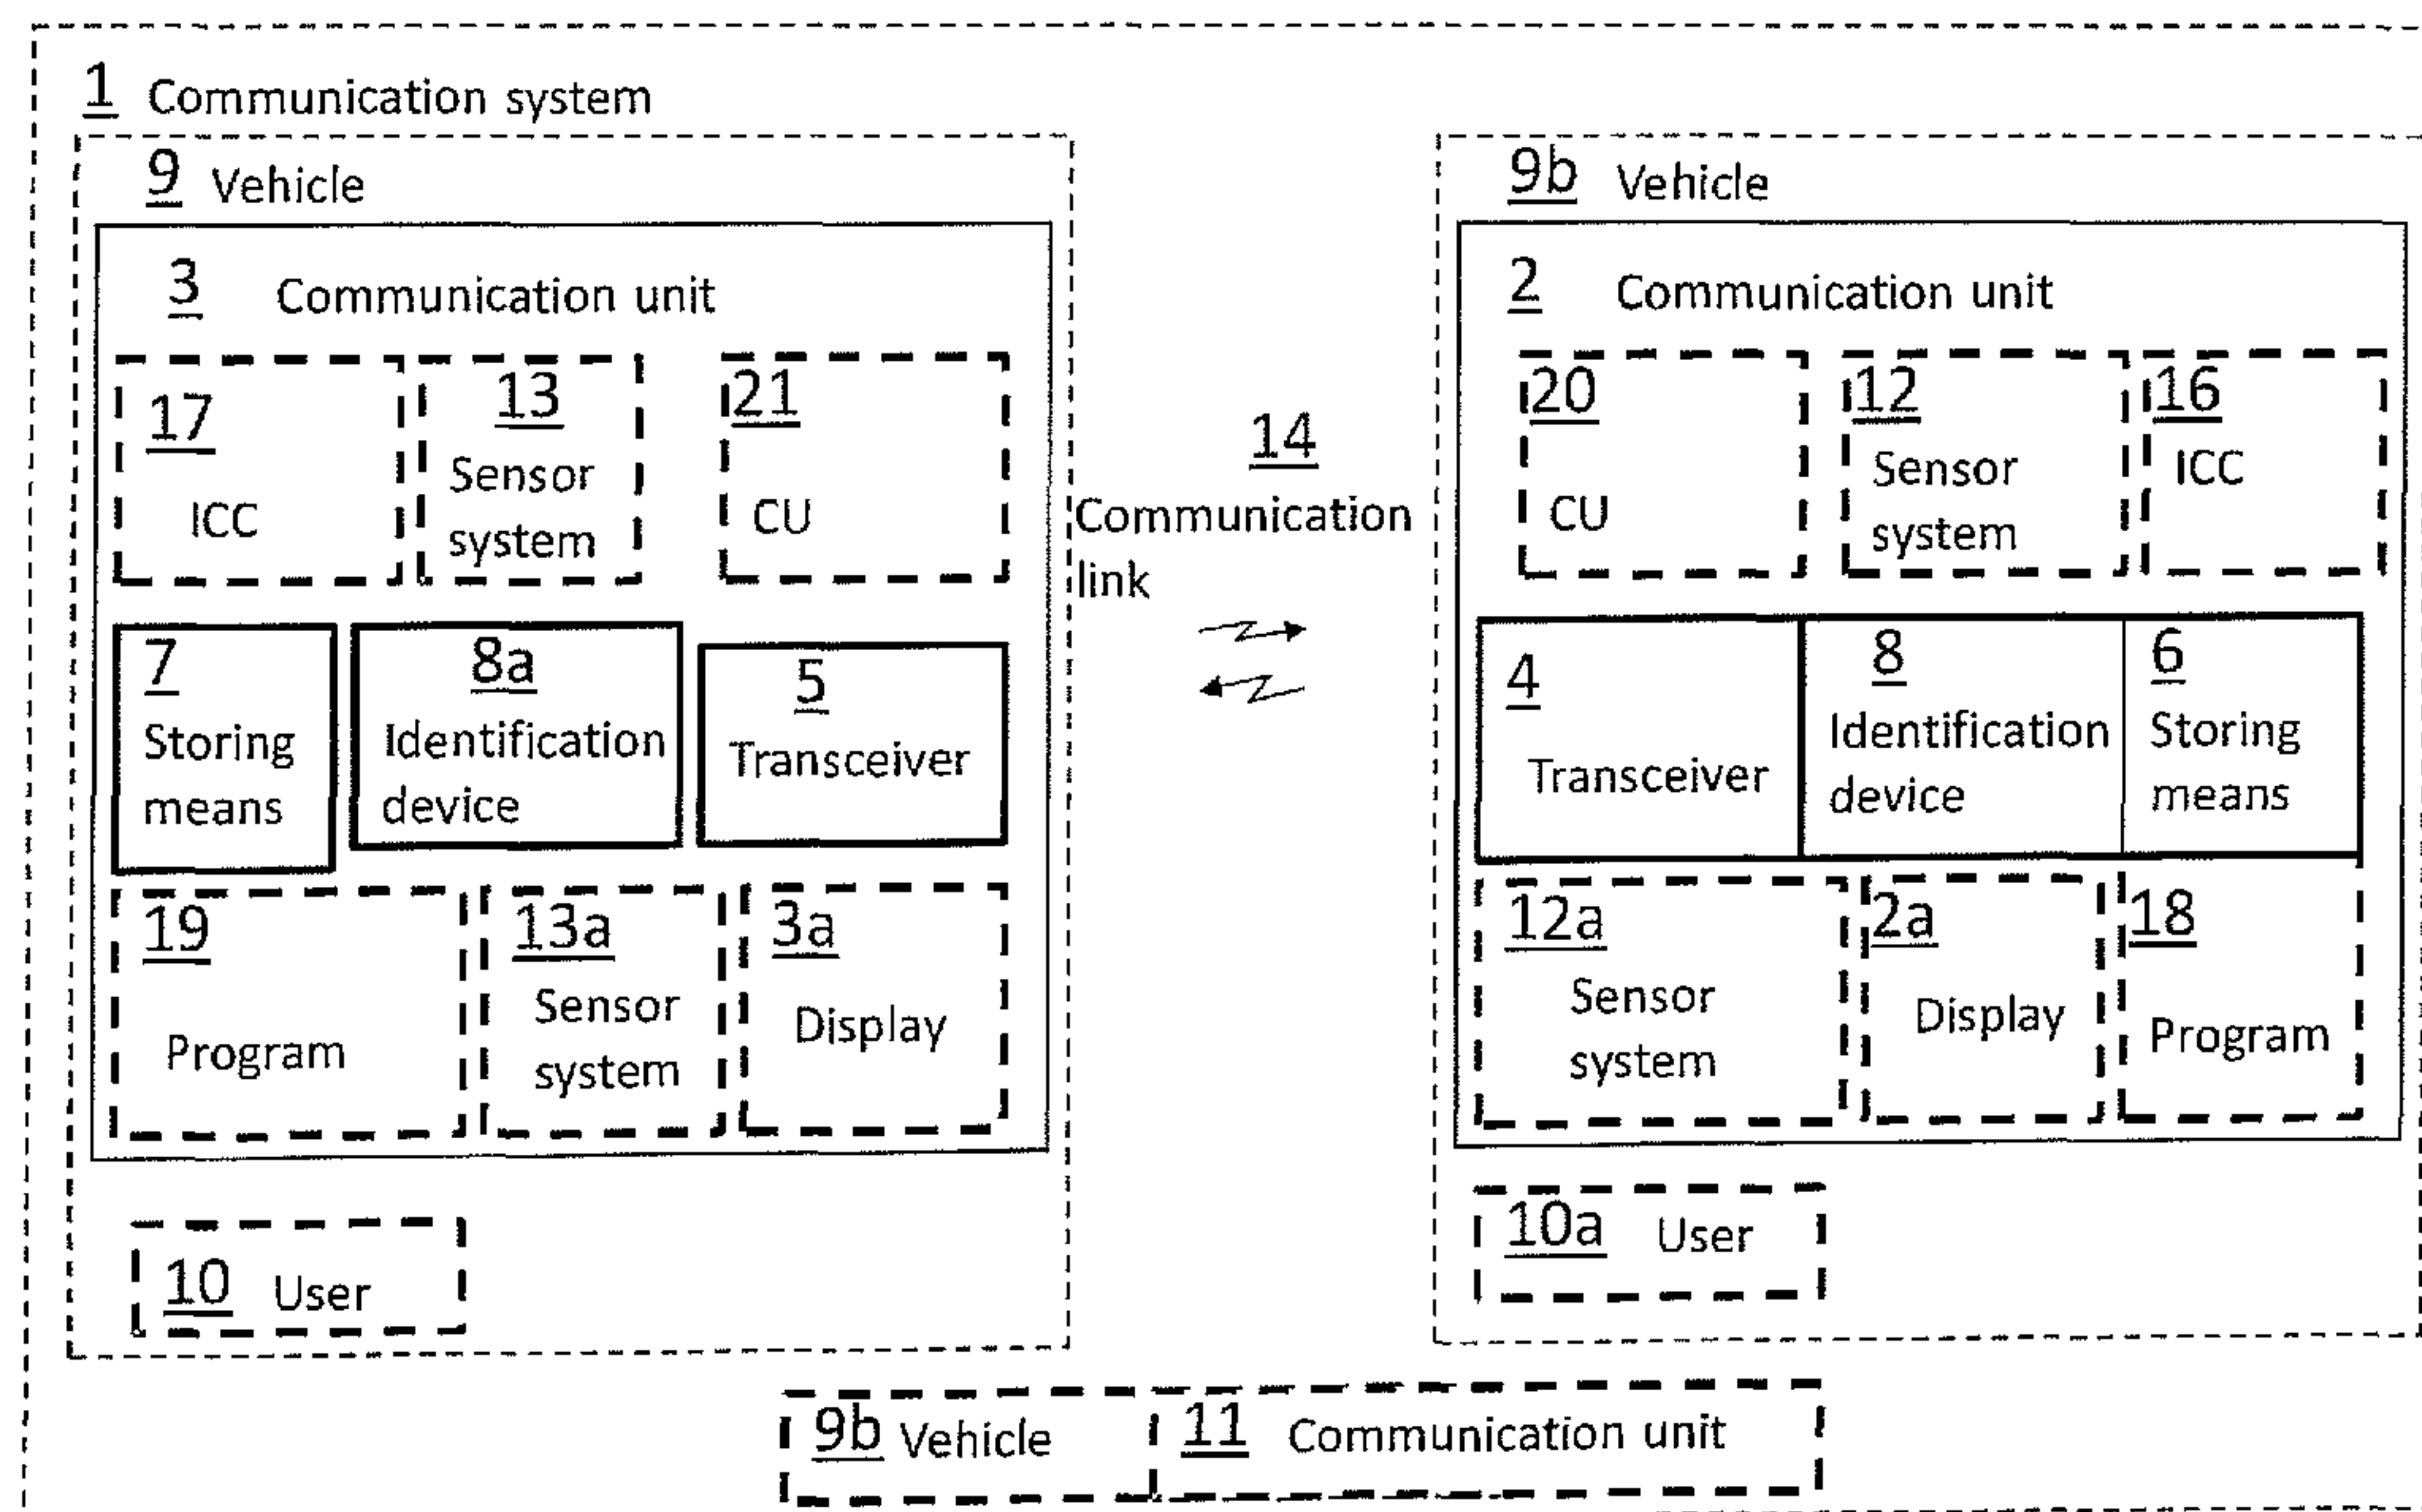 1 Communication system
9 Vehicle
3 Communication unit
17
ICC
13
Sensor
system
21
CU
7
Storing
means
8a
Identification
device
5
Transceiver
19
Program
13a
Sensor
system
3a
Display
10 User
14
Communication
link
9b Vehicle
2 Communication unit
20
CU
12
Sensor
system
16
ICC
4
Transceiver
8
Identification
device
6
Storing
means
12a
Sensor
system
2a
Display
18
Program
10a User
9b Vehicle
11 Communication unit